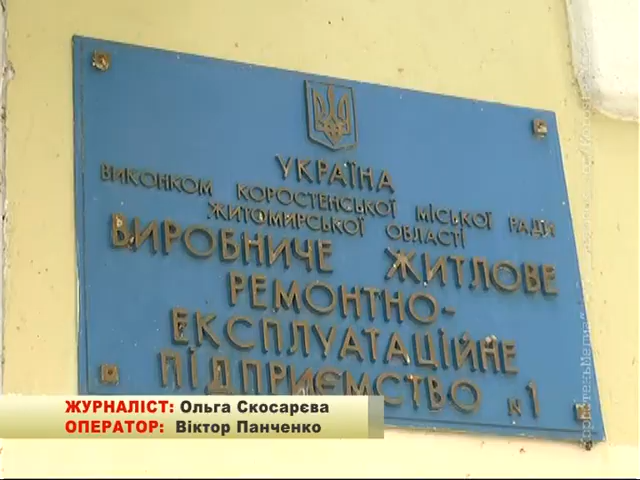 УКРАЇНА
ВИКОНКОМ КОРОСТЕНСЬКОЇ МІСЬКОЇ РАДИ
ЖИТОМИРСЬКОЇ ОБЛАСТІ
ВИРОБНИЧЕ ЖИТЛОВЕ
РЕМОНТНО-
ЕКСПЛУАТАЦІЙНЕ
ПІДПРИЄМСТВО №1
ЖУРНАЛІСТ: Ольга Скосарєва
ОПЕРАТОР: Віктор Панченко